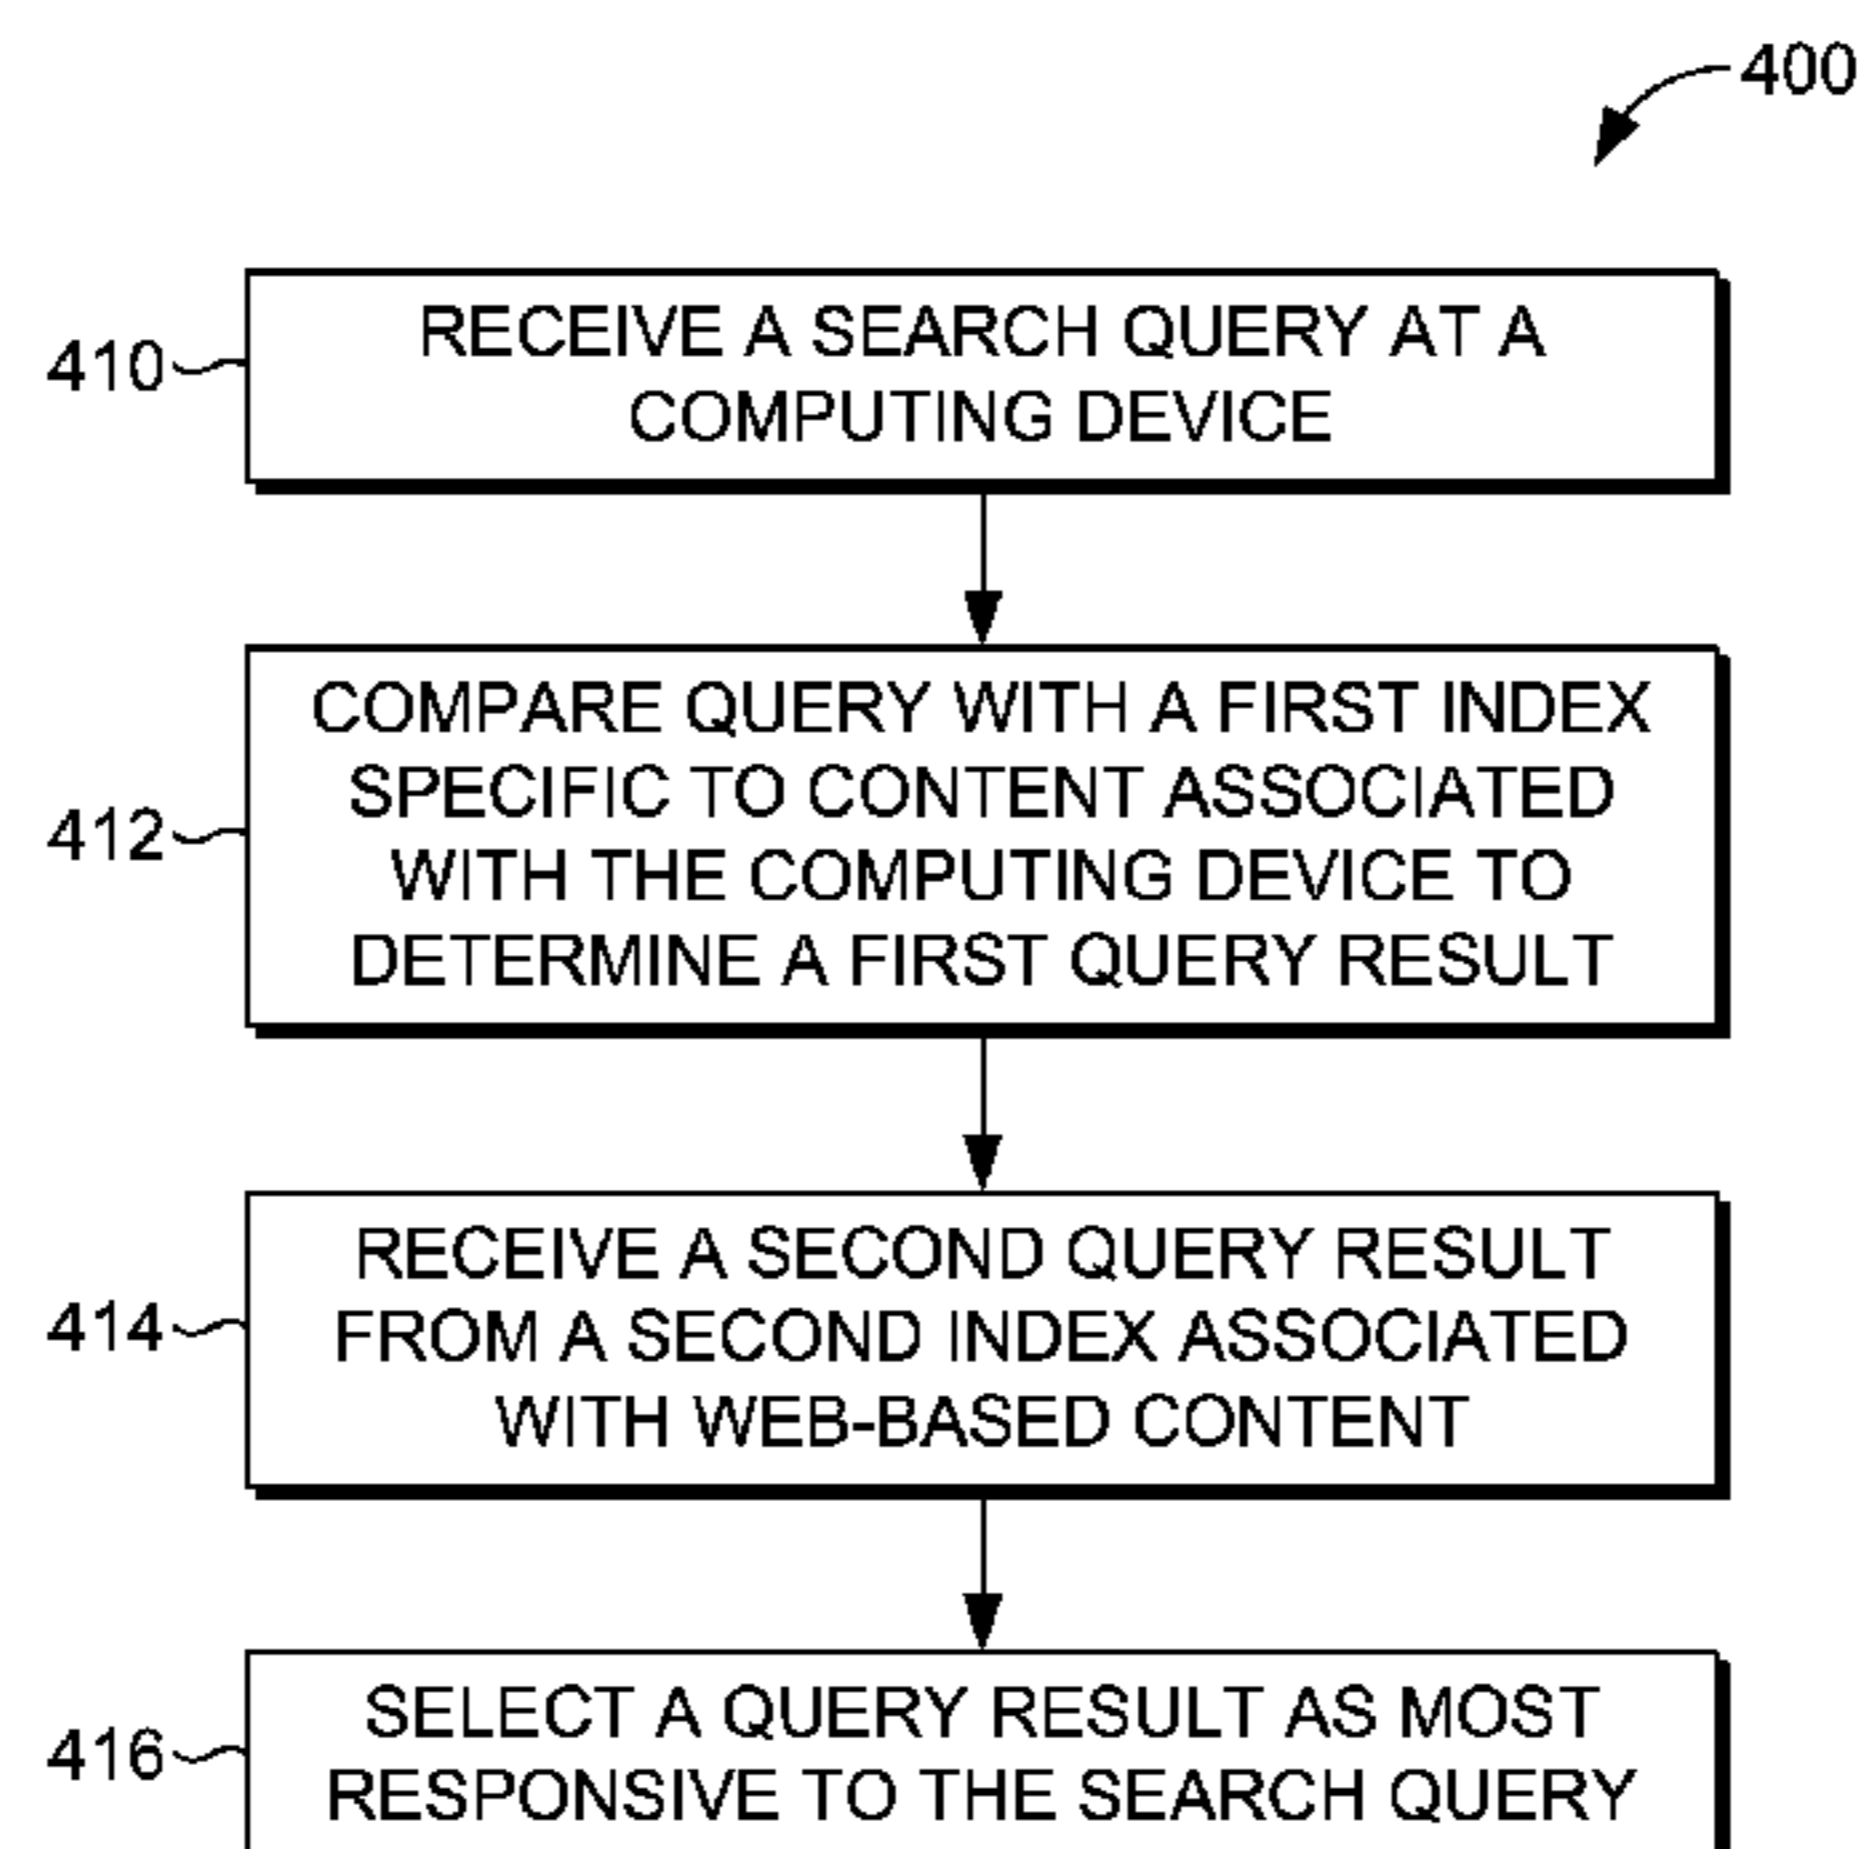 400
410
RECEIVE A SEARCH QUERY AT A
COMPUTING DEVICE
412
COMPARE QUERY WITH A FIRST INDEX
SPECIFIC TO CONTENT ASSOCIATED
WITH THE COMPUTING DEVICE TO
DETERMINE A FIRST QUERY RESULT
414
RECEIVE A SECOND QUERY RESULT
FROM A SECOND INDEX ASSOCIATED
WITH WEB-BASED CONTENT
416
SELECT A QUERY RESULT AS MOST
RESPONSIVE TO THE SEARCH QUERY